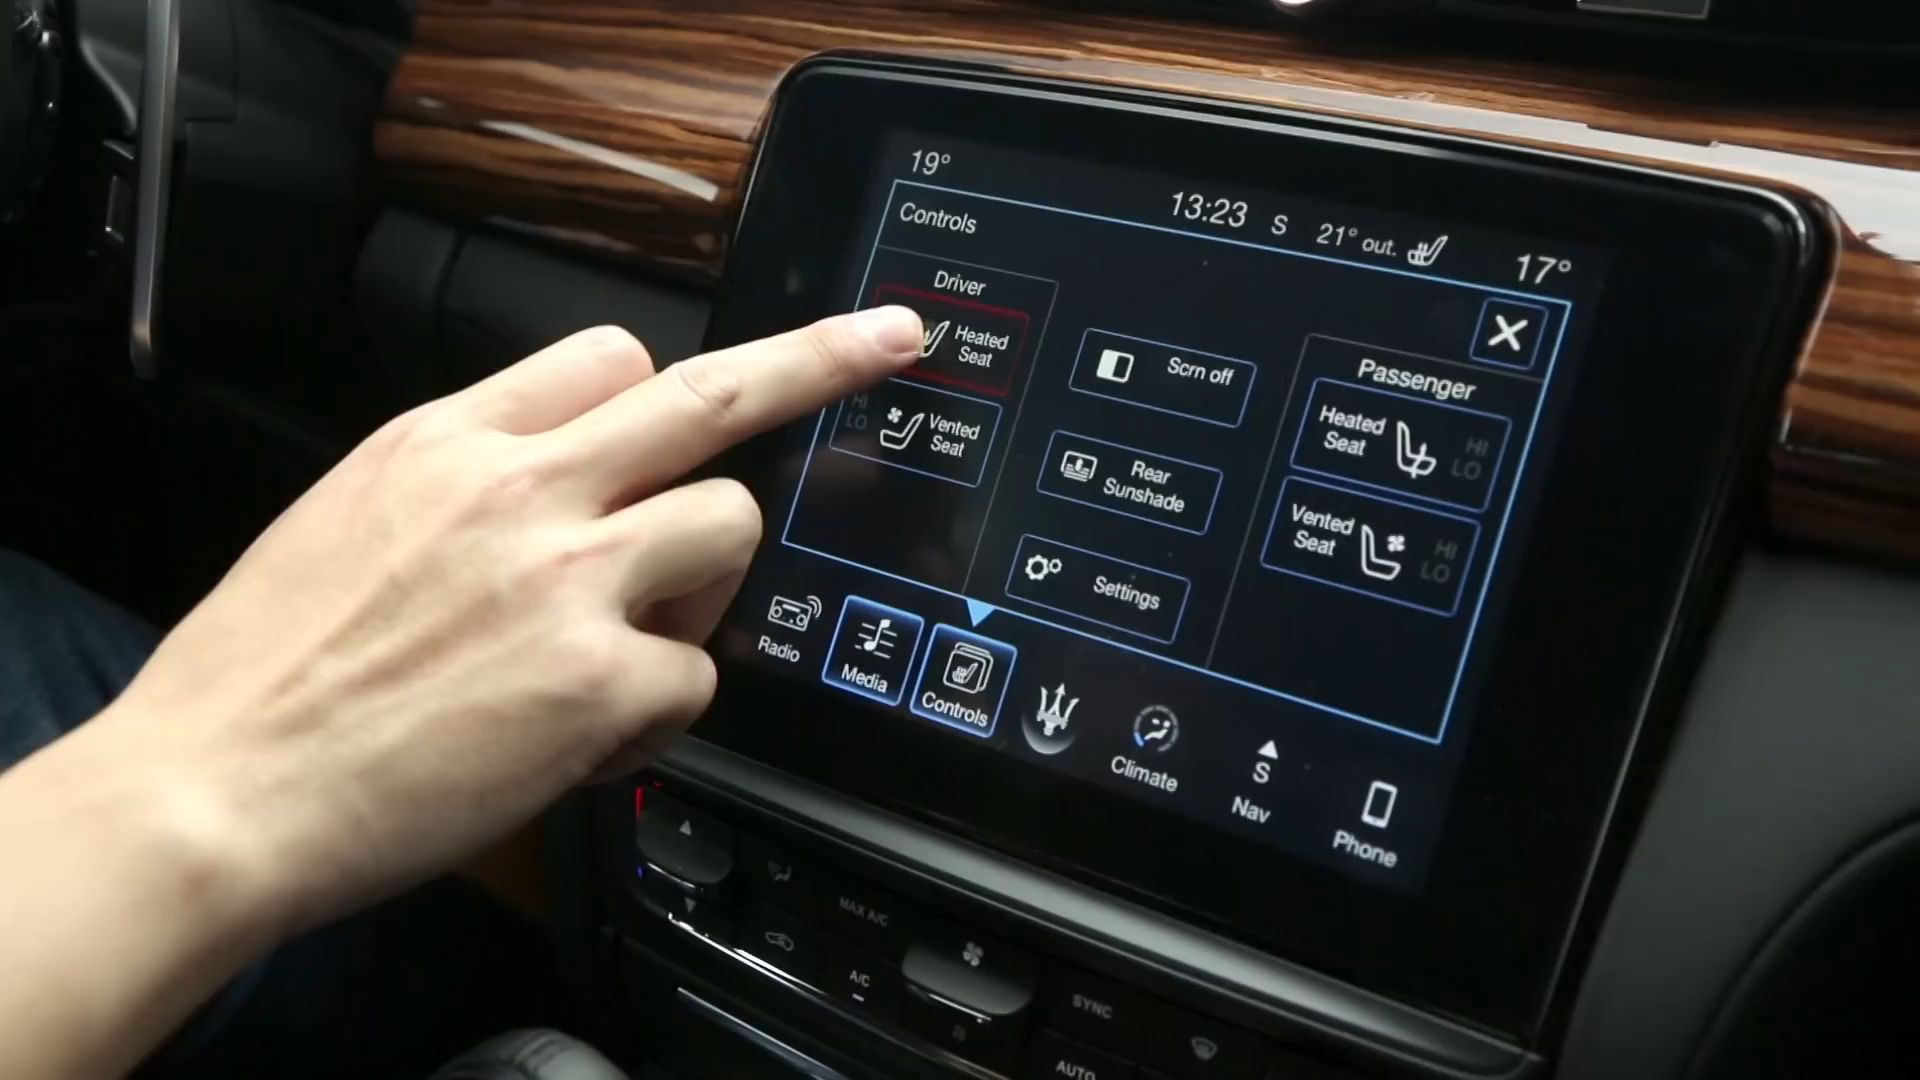 19°
13:23 S 21° out.
17°
Controls
Driver
Heated
Seat
HI
LO
Vented
Seat
Scrn off
Rear
Sunshade
Settings
Passenger
Heated
Seat
HI
LO
Vented
Seat
HI
LO
Radio
Media
Controls
Climate
S
Nav
Phone
MAX A/C
A/C
SYNC
AUTO